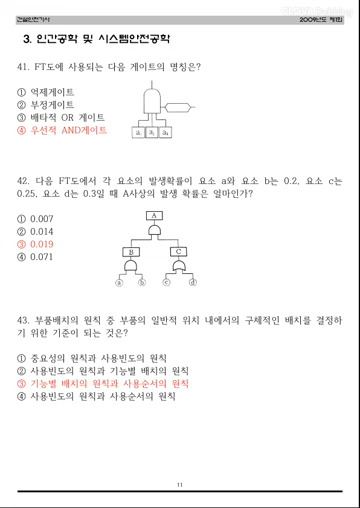 건설안전기사 2009년도 제1회
3. 인간공학 및 시스템안전공학
41. FT도에 사용되는 다음 게이트의 명칭은?
① 억제게이트
② 부정게이트
③ 배타적 OR 게이트
④ 우선적 AND게이트
a a a
42. 다음 FT도에서 각 요소의 발생확률이 요소 a와 요소 b는 0.2, 요소 c는
0.25, 요소 d는 0.3일 때 A사상의 발생 확률은 얼마인가?
① 0.007
② 0.014
③ 0.019
④ 0.071
A
B C
a b c d
43. 부품배치의 원칙 중 부품의 일반적 위치 내에서의 구체적인 배치를 결정하
기 위한 기준이 되는 것은?
① 중요성의 원칙과 사용빈도의 원칙
② 사용빈도의 원칙과 기능별 배치의 원칙
③ 기능별 배치의 원칙과 사용순서의 원칙
④ 사용빈도의 원칙과 사용순서의 원칙
11